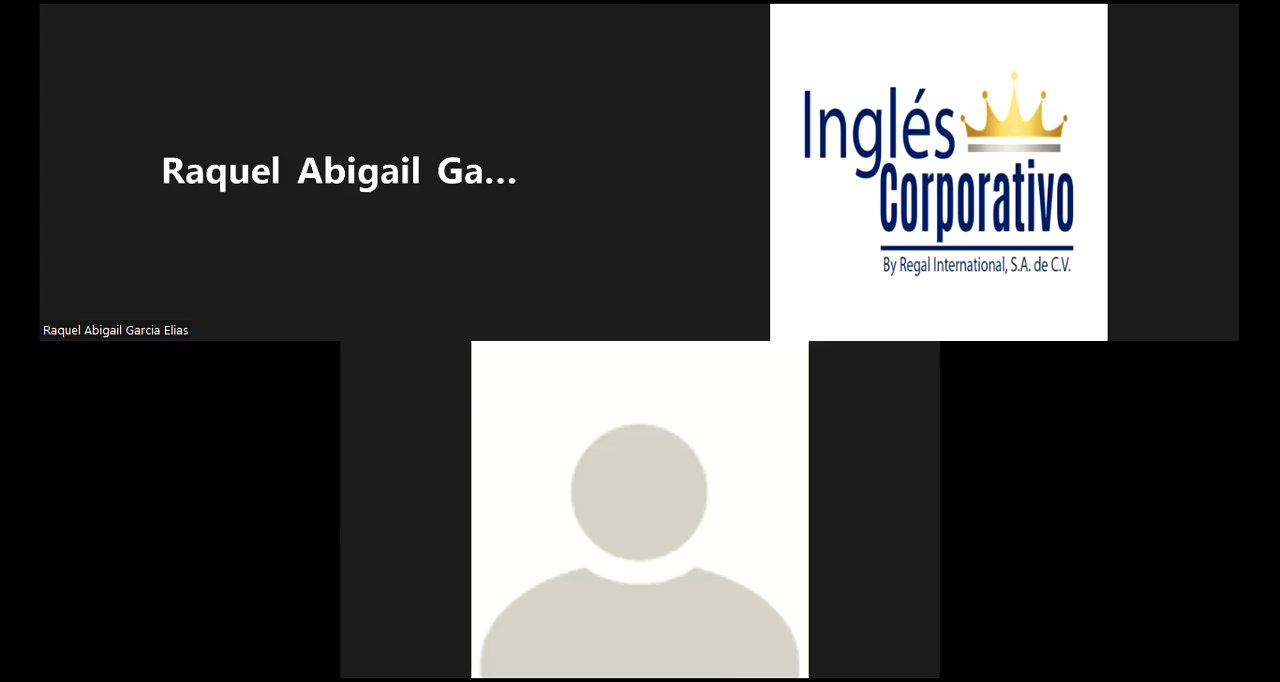 Raquel Abigail Ga...
Raquel Abigail Garcia Elias
Inglés
Corporativo
By Regal International, S.A. de C.V.